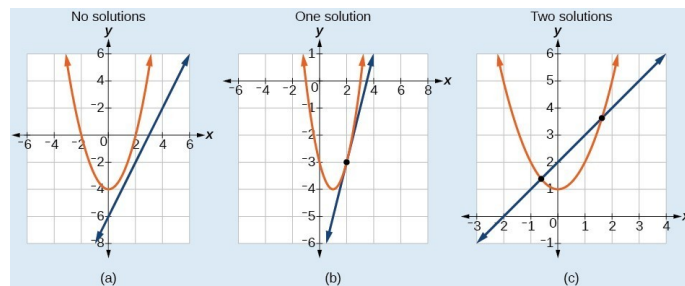 No solutions
y
6
4
2
-6 -4 -2 0 2 4 6 x
-2
-4
-6
-8
(a)
One solution
y
1
-6 -4 -2 0 2 4 6 8 x
-1
-2
-3
-4
-5
-6
(b)
Two solutions
y
6
5
4
3
2
1
-3 -2 -1 0 1 2 3 4
-1
(c)